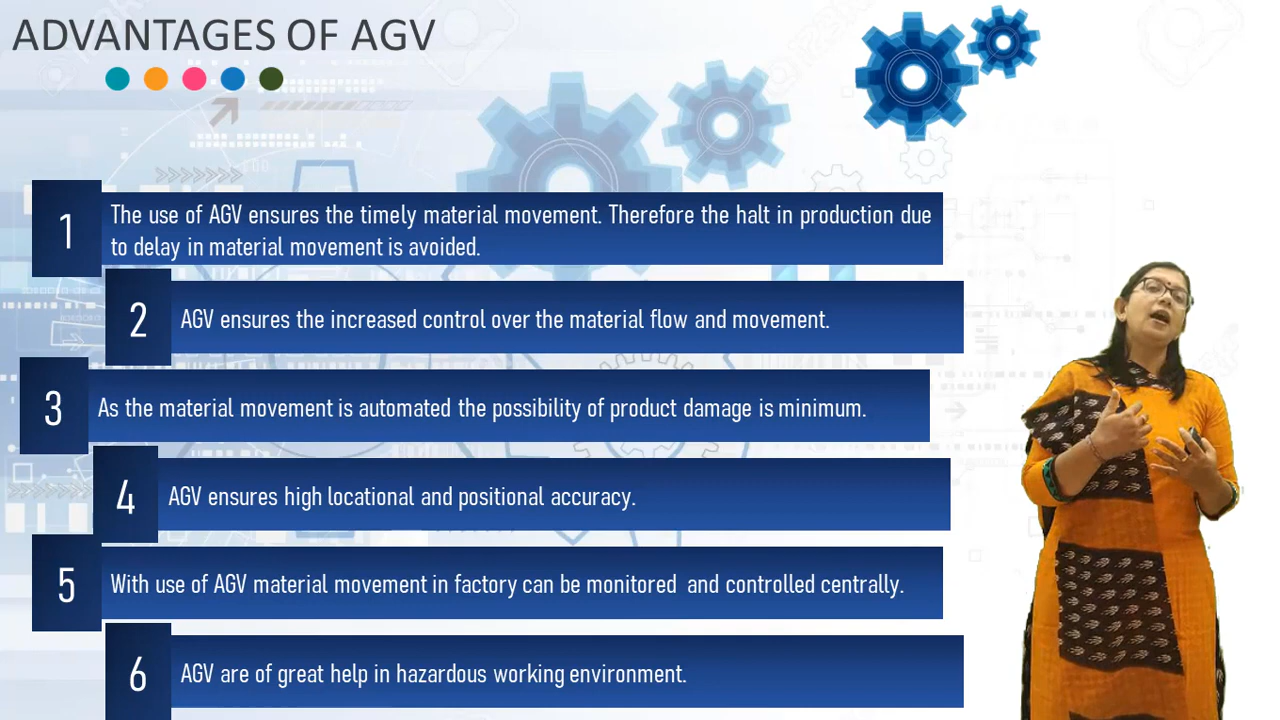 ADVANTAGES OF AGV
1
The use of AGV ensures the timely material movement. Therefore the halt in production due
to delay in material movement is avoided.
2
AGV ensures the increased control over the material flow and movement.
3
As the material movement is automated the possibility of product damage is minimum.
4
AGV ensures high locational and positional accuracy.
5
With use of AGV material movement in factory can be monitored and controlled centrally.
6
AGV are of great help in hazardous working environment.